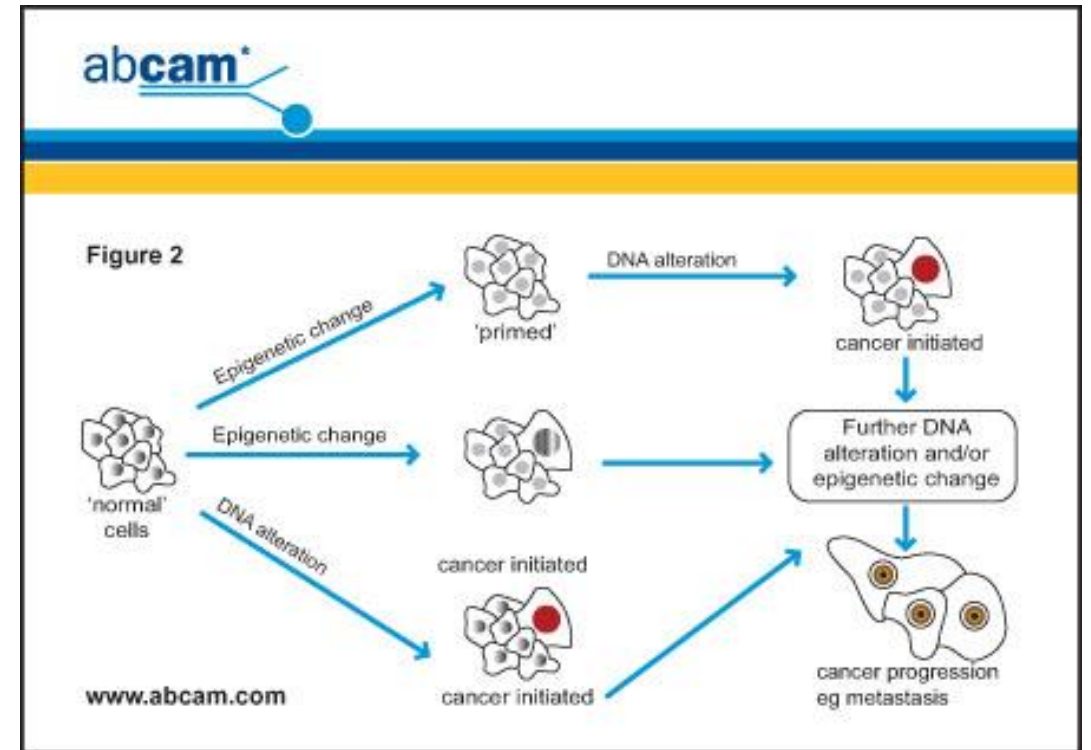 abcam
Figure 2
Epigenetic change
'primed'
DNA alteration
cancer initiated
'normal'
cells
Epigenetic change
Further DNA
alteration and/or
epigenetic change
DNA alteration
cancer initiated
cancer initiated
cancer progression
eg metastasis
www.abcam.com